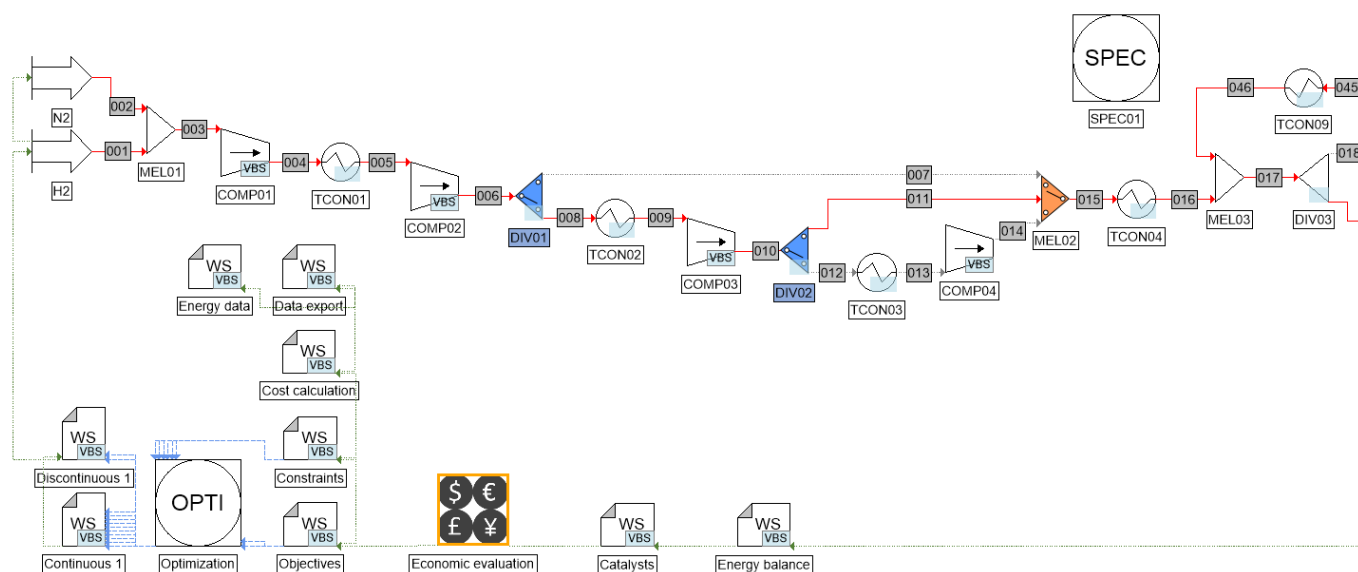 SPEC
SPEC01
046
045
TCON09
N2
002
003
001
MEL01
H2
VBS
COMP01
004
TCON01
005
VBS
COMP02
006
007
011
008
DIV01
009
TCON02
VBS
COMP03
010
DIV02
012
TCON03
013
014
VBS
COMP04
MEL02
015
TCON04
016
MEL03
017
018
DIV03
WS
VBS
Energy data
WS
VBS
Data export
WS
VBS
Cost calculation
WS
VBS
Discontinuous 1
WS
VBS
Constraints
WS
VBS
Continuous 1
OPTI
Optimization
WS
VBS
Objectives
$ €
£ ¥
Economic evaluation
WS
VBS
Catalysts
WS
VBS
Energy balance